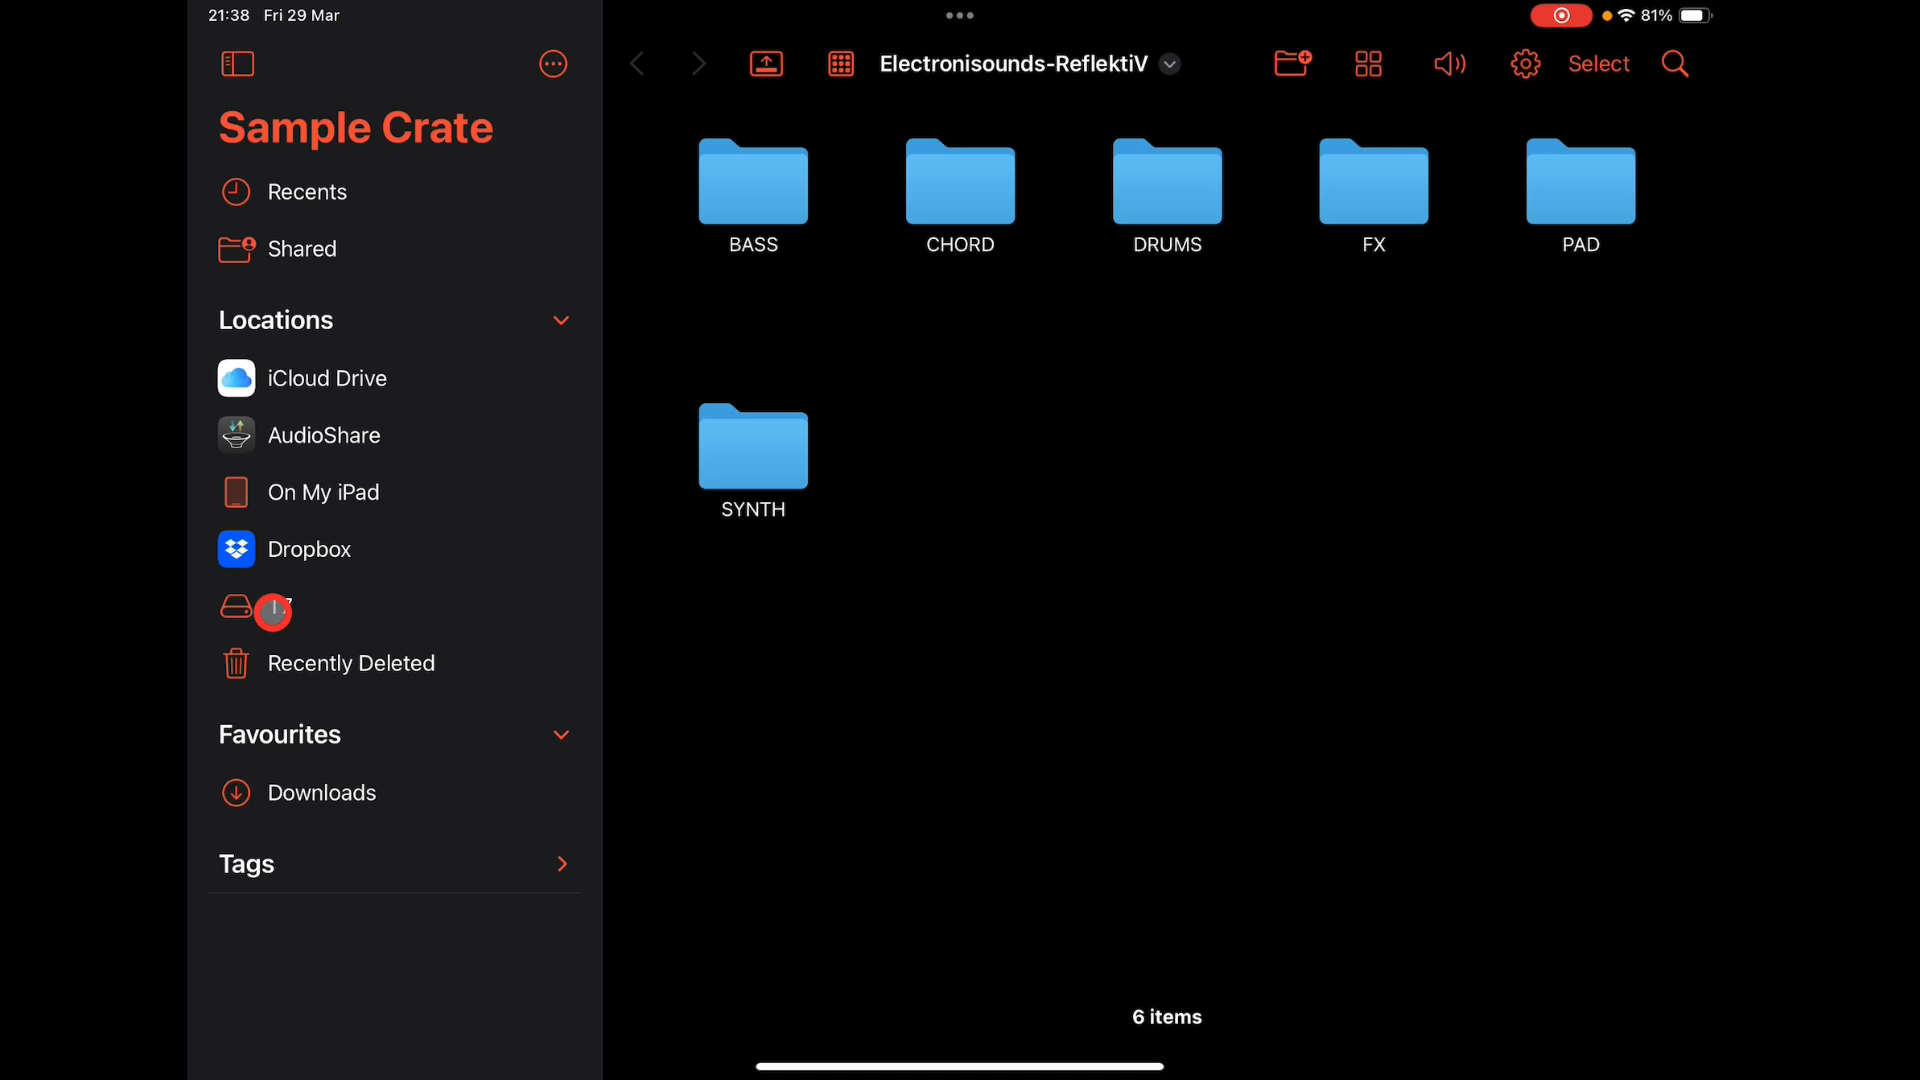 21:38 Fri 29 Mar
81%
Electronisounds-ReflektiV
Select
Sample Crate
Recents
Shared
Locations
iCloud Drive
AudioShare
On My iPad
Dropbox
Recently Deleted
Favourites
Downloads
Tags
BASS
CHORD
DRUMS
FX
PAD
SYNTH
6 items